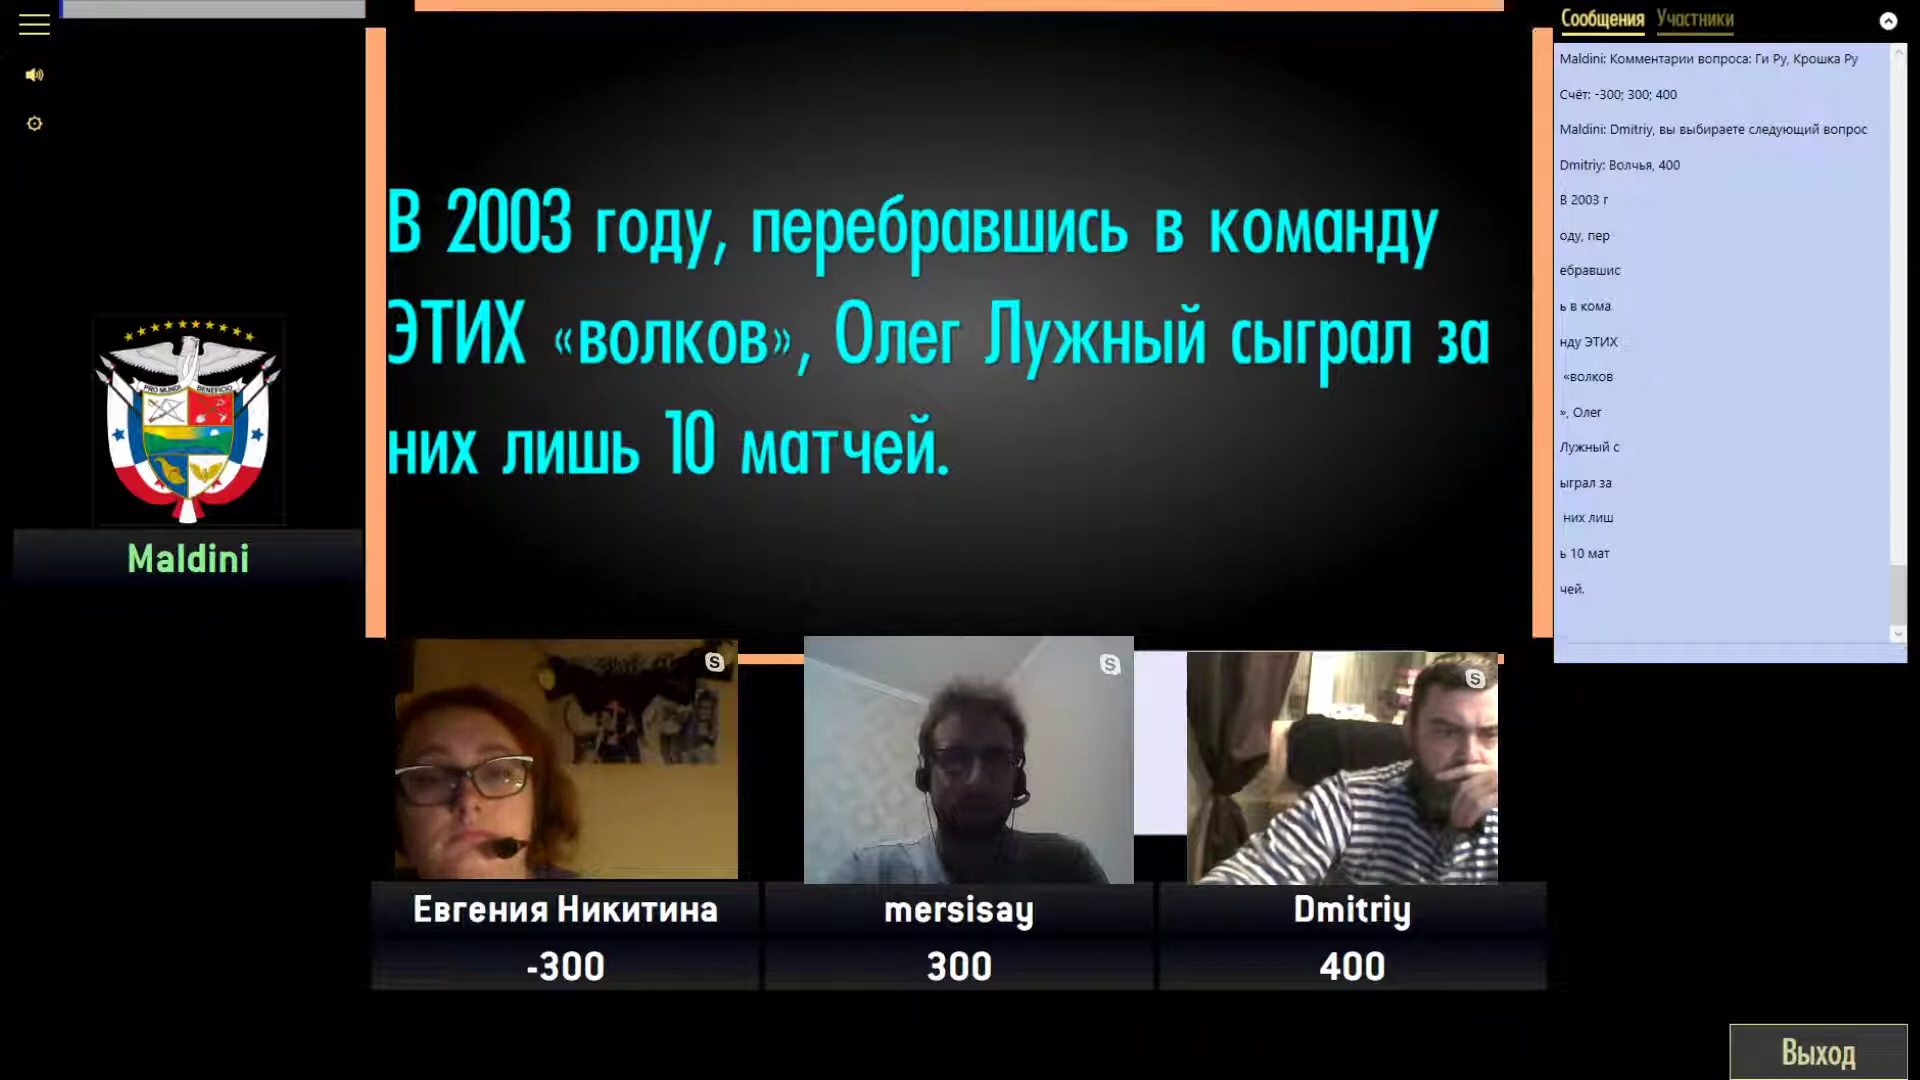 Сообщения Участники
Maldini: Комментарии вопроса: Ги Ру, Крошка Ру
Счёт: -300; 300; 400
Maldini: Dmitriy, вы выбираете следующий вопрос
Dmitriy: Волчья, 400
В 2003 г
оду, пер
ебравшис
ь в кома
нду ЭТИХ
«волков
», Олег
Лужный с
ыграл за
них лиш
ь 10 мат
чей.
В 2003 году, перебравшись в команду
ЭТИХ «волков», Олег Лужный сыграл за
них лишь 10 матчей.
PRO MUNDI BENEFICIO
Maldini
S
S
S
Евгения Никитина
-300
mersisay
300
Dmitriy
400
Выход